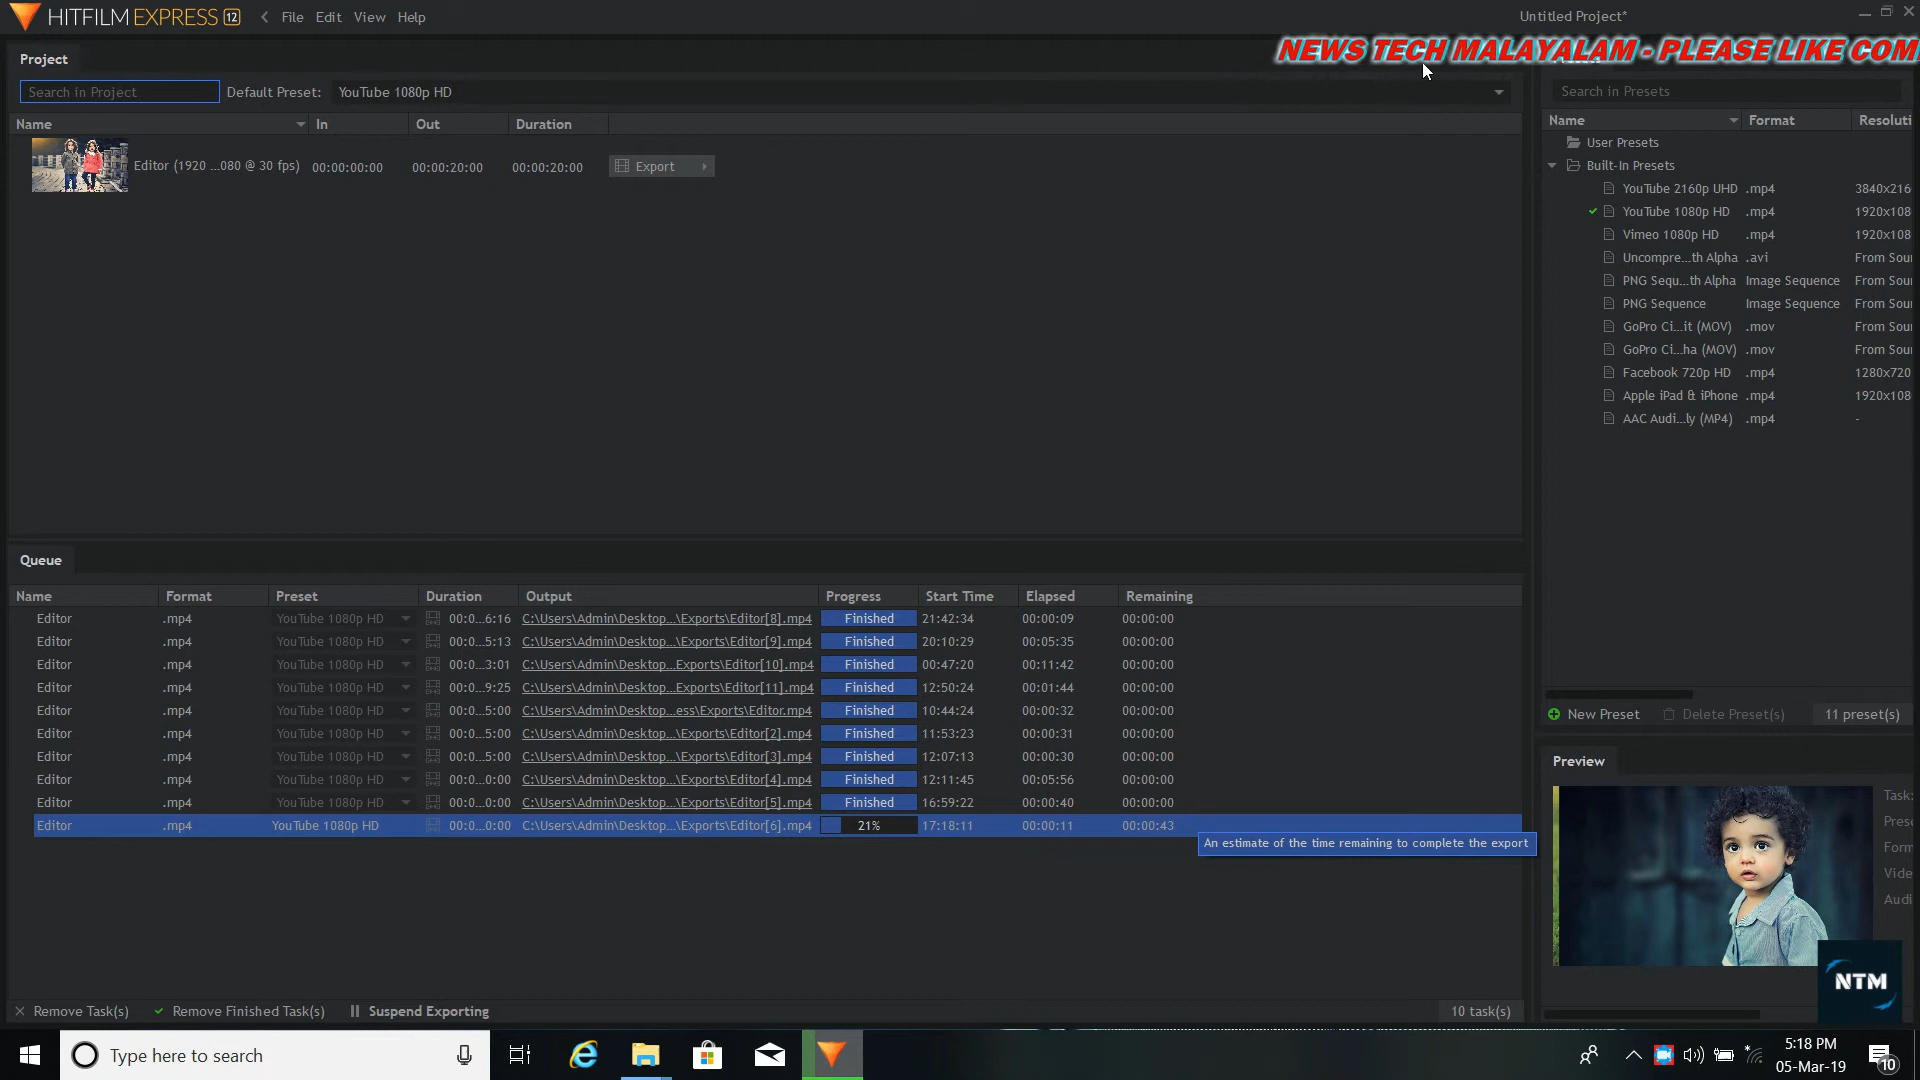 HITFILM EXPRESS 12 File Edit View Help Untitled Project*
NEWS TECH MALAYALAM - PLEASE LIKE COM
Project
Search in Project Default Preset: YouTube 1080p HD
Name In Out Duration
Editor (1920 ...080 @ 30 fps) 00:00:00:00 00:00:20:00 00:00:20:00 Export
Search in Presets
Name Format Resoluti
User Presets
Built-In Presets
YouTube 2160p UHD .mp4 3840x216
YouTube 1080p HD .mp4 1920x108
Vimeo 1080p HD .mp4 1920x108
Uncompre...th Alpha .avi From Sour
PNG Sequ...th Alpha Image Sequence From Sour
PNG Sequence Image Sequence From Sour
GoPro Ci...it (MOV) .mov From Sour
GoPro Ci...ha (MOV) .mov From Sour
Facebook 720p HD .mp4 1280x720
Apple iPad & iPhone .mp4 1920x108
AAC Audi...ly (MP4) .mp4 -
New Preset Delete Preset(s) 11 preset(s)
Queue
Name Format Preset Duration Output Progress Start Time Elapsed Remaining
Editor .mp4 YouTube 1080p HD 00:0...6:16 C:\Users\Admin\Desktop...\Exports\Editor[8].mp4 Finished 21:42:34 00:00:09 00:00:00
Editor .mp4 YouTube 1080p HD 00:0...5:13 C:\Users\Admin\Desktop...\Exports\Editor[9].mp4 Finished 20:10:29 00:05:35 00:00:00
Editor .mp4 YouTube 1080p HD 00:0...3:01 C:\Users\Admin\Desktop...Exports\Editor[10].mp4 Finished 00:47:20 00:11:42 00:00:00
Editor .mp4 YouTube 1080p HD 00:0...9:25 C:\Users\Admin\Desktop...Exports\Editor[11].mp4 Finished 12:50:24 00:01:44 00:00:00
Editor .mp4 YouTube 1080p HD 00:0...5:00 C:\Users\Admin\Desktop...ess\Exports\Editor.mp4 Finished 10:44:24 00:00:32 00:00:00
Editor .mp4 YouTube 1080p HD 00:0...5:00 C:\Users\Admin\Desktop...\Exports\Editor[2].mp4 Finished 11:53:23 00:00:31 00:00:00
Editor .mp4 YouTube 1080p HD 00:0...5:00 C:\Users\Admin\Desktop...\Exports\Editor[3].mp4 Finished 12:07:13 00:00:30 00:00:00
Editor .mp4 YouTube 1080p HD 00:0...0:00 C:\Users\Admin\Desktop...\Exports\Editor[4].mp4 Finished 12:11:45 00:05:56 00:00:00
Editor .mp4 YouTube 1080p HD 00:0...0:00 C:\Users\Admin\Desktop...\Exports\Editor[5].mp4 Finished 16:59:22 00:00:40 00:00:00
Editor .mp4 YouTube 1080p HD 00:0...0:00 C:\Users\Admin\Desktop...\Exports\Editor[6].mp4 21% 17:18:11 00:00:11 00:00:43
An estimate of the time remaining to complete the export
Preview
Task:
Prese
Form
Vide
Audi
NTM
Remove Task(s) Remove Finished Task(s) Suspend Exporting 10 task(s)
Type here to search
5:18 PM
05-Mar-19
10